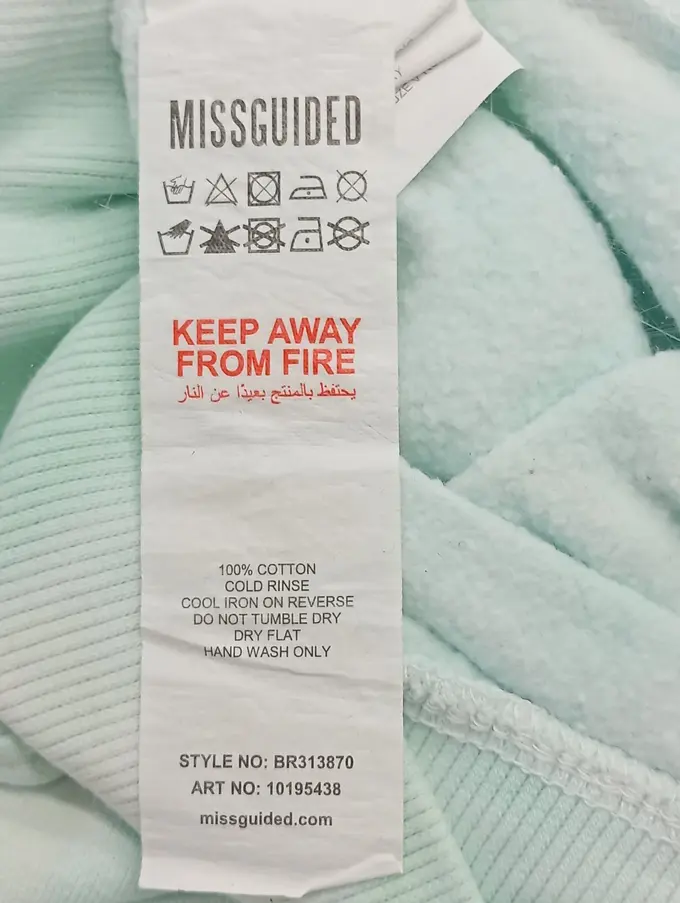 MISSGUIDED
KEEP AWAY
FROM FIRE
يحتفظ بالمنتج بعيدًا عن النار
100% COTTON
COLD RINSE
COOL IRON ON REVERSE
DO NOT TUMBLE DRY
DRY FLAT
HAND WASH ONLY
STYLE NO: BR313870
ART NO: 10195438
missguided.com